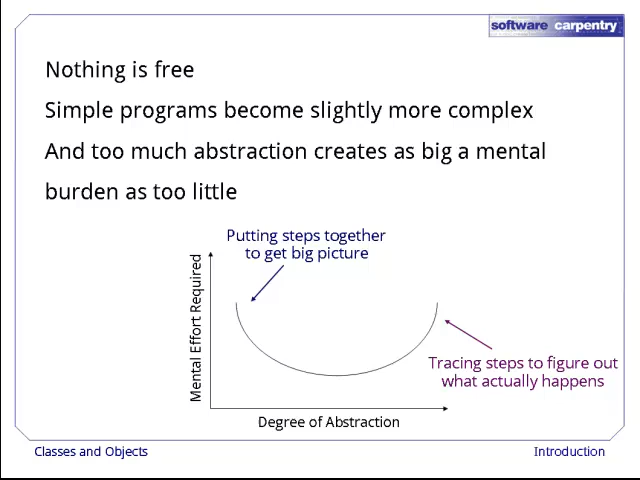 software carpentry
Nothing is free
Simple programs become slightly more complex
And too much abstraction creates as big a mental
burden as too little
Putting steps together
to get big picture
Mental Effort Required
Tracing steps to figure out
what actually happens
Degree of Abstraction
Classes and Objects
Introduction